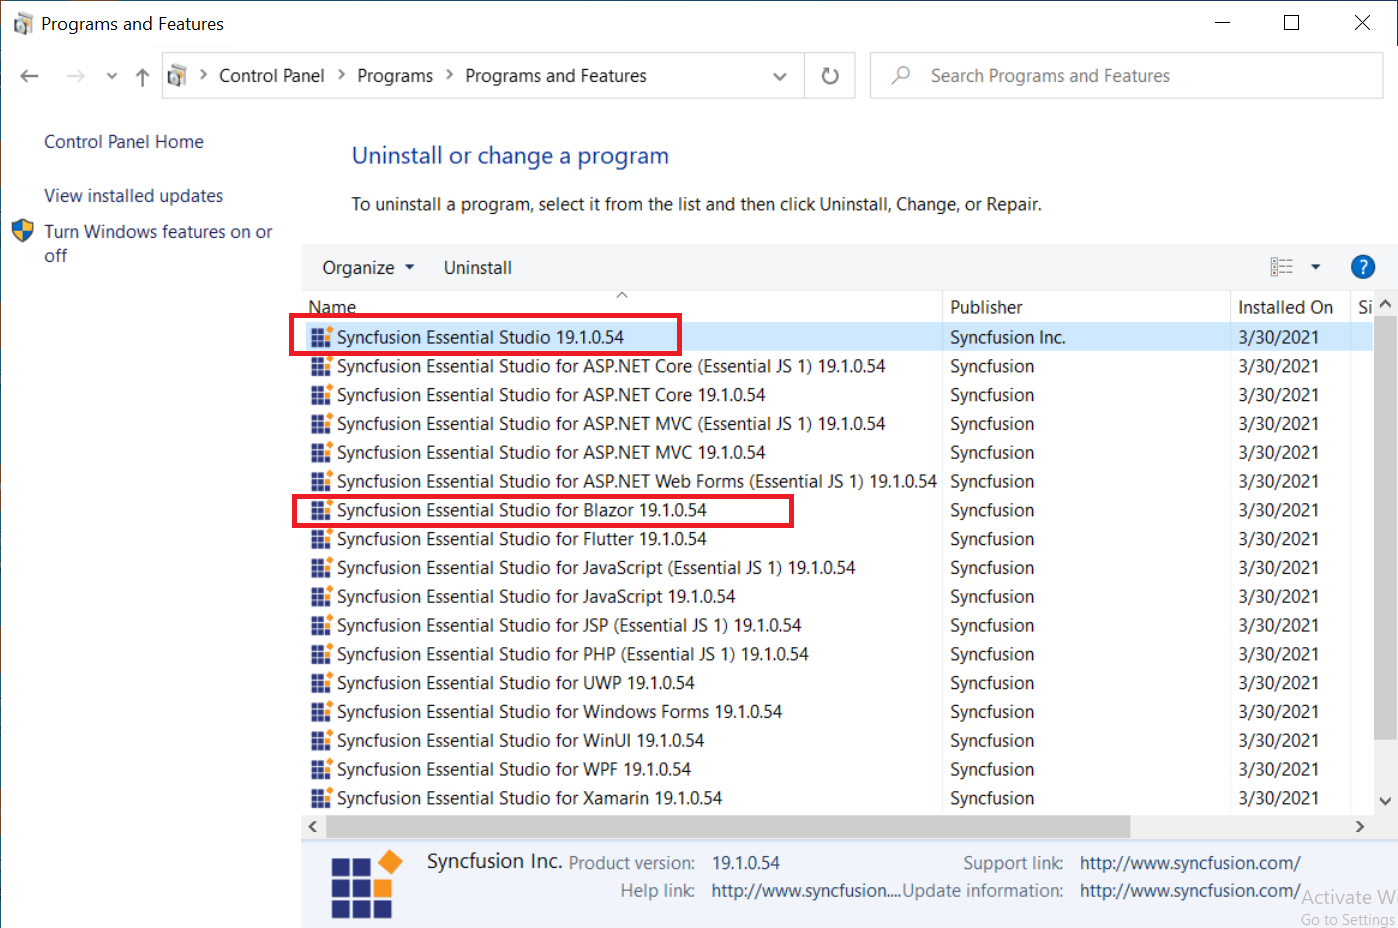 Programs and Features
Control Panel > Programs > Programs and Features
Search Programs and Features
Control Panel Home
View installed updates
Turn Windows features on or
off
Uninstall or change a program
To uninstall a program, select it from the list and then click Uninstall, Change, or Repair.
Organize Uninstall ?
Name Publisher Installed On Si
Syncfusion Essential Studio 19.1.0.54 Syncfusion Inc. 3/30/2021
Syncfusion Essential Studio for ASP.NET Core (Essential JS 1) 19.1.0.54 Syncfusion 3/30/2021
Syncfusion Essential Studio for ASP.NET Core 19.1.0.54 Syncfusion 3/30/2021
Syncfusion Essential Studio for ASP.NET MVC (Essential JS 1) 19.1.0.54 Syncfusion 3/30/2021
Syncfusion Essential Studio for ASP.NET MVC 19.1.0.54 Syncfusion 3/30/2021
Syncfusion Essential Studio for ASP.NET Web Forms (Essential JS 1) 19.1.0.54 Syncfusion 3/30/2021
Syncfusion Essential Studio for Blazor 19.1.0.54 Syncfusion 3/30/2021
Syncfusion Essential Studio for Flutter 19.1.0.54 Syncfusion 3/30/2021
Syncfusion Essential Studio for JavaScript (Essential JS 1) 19.1.0.54 Syncfusion 3/30/2021
Syncfusion Essential Studio for JavaScript 19.1.0.54 Syncfusion 3/30/2021
Syncfusion Essential Studio for JSP (Essential JS 1) 19.1.0.54 Syncfusion 3/30/2021
Syncfusion Essential Studio for PHP (Essential JS 1) 19.1.0.54 Syncfusion 3/30/2021
Syncfusion Essential Studio for UWP 19.1.0.54 Syncfusion 3/30/2021
Syncfusion Essential Studio for Windows Forms 19.1.0.54 Syncfusion 3/30/2021
Syncfusion Essential Studio for WinUI 19.1.0.54 Syncfusion 3/30/2021
Syncfusion Essential Studio for WPF 19.1.0.54 Syncfusion 3/30/2021
Syncfusion Essential Studio for Xamarin 19.1.0.54 Syncfusion 3/30/2021
Syncfusion Inc. Product version: 19.1.0.54 Support link: http://www.syncfusion.com/
Help link: http://www.syncfusion.... Update information: http://www.syncfusion.com/
Activate Wi
Go to Settings